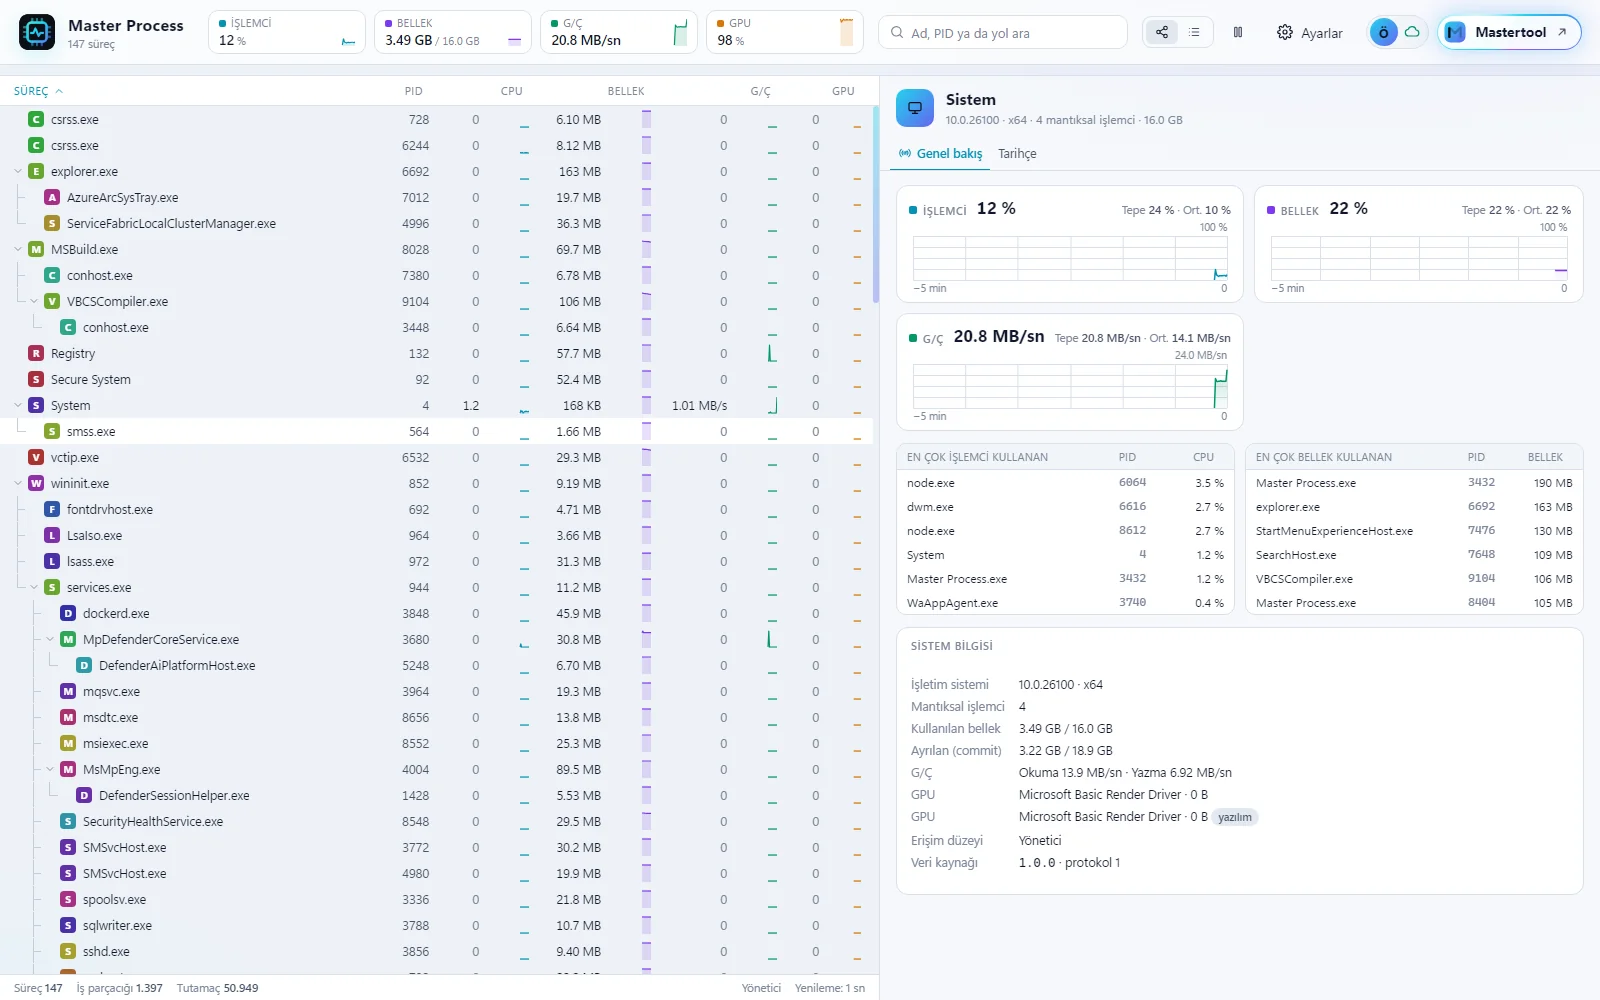 Master Process
147 süreç
İŞLEMCİ
12 %
BELLEK
3.49 GB / 16.0 GB
G/Ç
20.8 MB/sn
GPU
98 %
Ad, PID ya da yol ara
Ayarlar
ö
Mastertool
SÜREÇ PID CPU BELLEK G/Ç GPU
C csrss.exe 728 0 6.10 MB 0 0
C csrss.exe 6244 0 8.12 MB 0 0
E explorer.exe 6692 0 163 MB 0 0
A AzureArcSysTray.exe 7012 0 19.7 MB 0 0
S ServiceFabricLocalClusterManager.exe 4996 0 36.3 MB 0 0
M MSBuild.exe 8028 0 69.7 MB 0 0
C conhost.exe 7380 0 6.78 MB 0 0
V VBCSCompiler.exe 9104 0 106 MB 0 0
C conhost.exe 3448 0 6.64 MB 0 0
R Registry 132 0 57.7 MB 0 0
S Secure System 92 0 52.4 MB 0 0
S System 4 1.2 168 KB 1.01 MB/s 0
S smss.exe 564 0 1.66 MB 0 0
V vctip.exe 6532 0 29.3 MB 0 0
W wininit.exe 852 0 9.19 MB 0 0
F fontdrvhost.exe 692 0 4.71 MB 0 0
L LsaIso.exe 964 0 3.66 MB 0 0
L lsass.exe 972 0 31.3 MB 0 0
S services.exe 944 0 11.2 MB 0 0
D dockerd.exe 3848 0 45.9 MB 0 0
M MpDefenderCoreService.exe 3680 0 30.8 MB 0 0
D DefenderAiPlatformHost.exe 5248 0 6.70 MB 0 0
M mqsvc.exe 3964 0 19.3 MB 0 0
M msdtc.exe 8656 0 13.8 MB 0 0
M msiexec.exe 8552 0 25.3 MB 0 0
M MsMpEng.exe 4004 0 89.5 MB 0 0
D DefenderSessionHelper.exe 1428 0 5.53 MB 0 0
S SecurityHealthService.exe 8548 0 29.5 MB 0 0
S SMSvcHost.exe 3772 0 30.2 MB 0 0
S SMSvcHost.exe 4980 0 19.9 MB 0 0
S spoolsv.exe 3336 0 21.8 MB 0 0
S sqlwriter.exe 3788 0 10.7 MB 0 0
S sshd.exe 3856 0 9.40 MB 0 0
Süreç 147 İş parçacığı 1.397 Tutamaç 50.949 Yönetici Yenileme: 1 sn
Sistem
10.0.26100 · x64 · 4 mantıksal işlemci · 16.0 GB
Genel bakış Tarihçe
İŞLEMCİ 12 % Tepe 24 % · Ort. 10 %
100 %
−5 min 0
BELLEK 22 % Tepe 22 % · Ort. 22 %
100 %
−5 min 0
G/Ç 20.8 MB/sn Tepe 20.8 MB/sn · Ort. 14.1 MB/sn
24.0 MB/sn
−5 min 0
EN ÇOK İŞLEMCİ KULLANAN PID CPU
node.exe 6064 3.5 %
dwm.exe 6616 2.7 %
node.exe 8612 2.7 %
System 4 1.2 %
Master Process.exe 3432 1.2 %
WaAppAgent.exe 3740 0.4 %
EN ÇOK BELLEK KULLANAN PID BELLEK
Master Process.exe 3432 190 MB
explorer.exe 6692 163 MB
StartMenuExperienceHost.exe 7476 130 MB
SearchHost.exe 7648 109 MB
VBCSCompiler.exe 9104 106 MB
Master Process.exe 8404 105 MB
SİSTEM BİLGİSİ
İşletim sistemi 10.0.26100 · x64
Mantıksal işlemci 4
Kullanılan bellek 3.49 GB / 16.0 GB
Ayrılan (commit) 3.22 GB / 18.9 GB
G/Ç Okuma 13.9 MB/sn · Yazma 6.92 MB/sn
GPU Microsoft Basic Render Driver · 0 B
GPU Microsoft Basic Render Driver · 0 B yazılım
Erişim düzeyi Yönetici
Veri kaynağı 1.0.0 · protokol 1